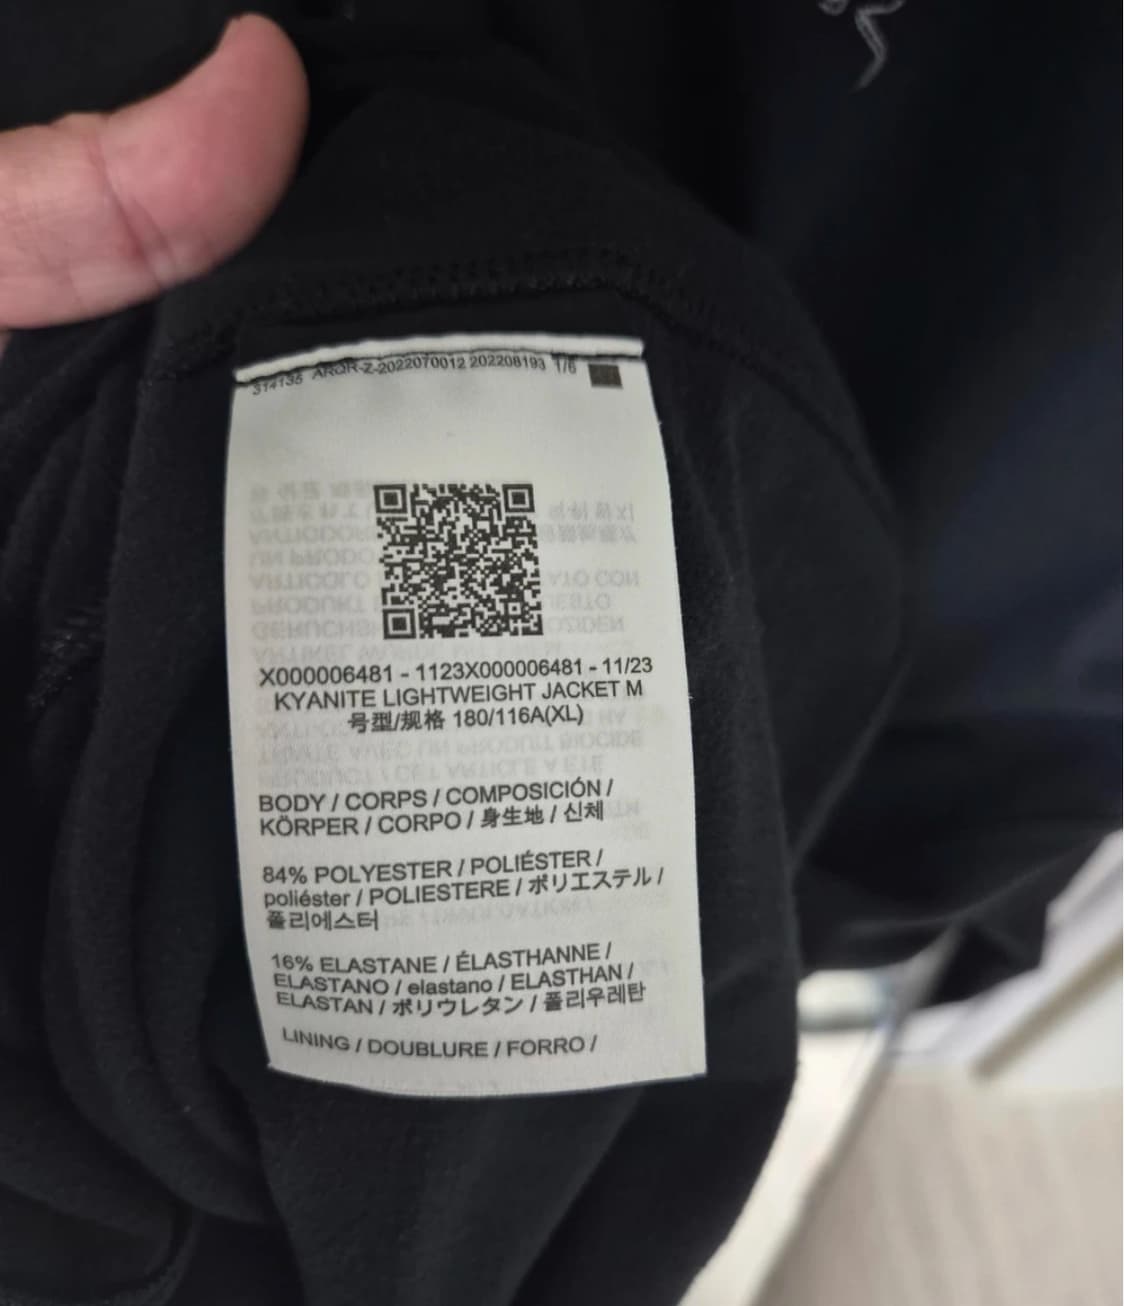 314135 ARQR-Z-2022070012 202208193 1/6
X000006481 - 1123X000006481 - 11/23
KYANITE LIGHTWEIGHT JACKET M
号型/规格 180/116A(XL)
BODY / CORPS / COMPOSICIÓN /
KÖRPER / CORPO / 身生地 / 신체
84% POLYESTER / POLIÉSTER /
poliéster / POLIESTERE / ポリエステル /
폴리에스터
16% ELASTANE / ÉLASTHANNE /
ELASTANO / elastano / ELASTHAN /
ELASTAN / ポリウレタン / 폴리우레탄
LINING / DOUBLURE / FORRO /